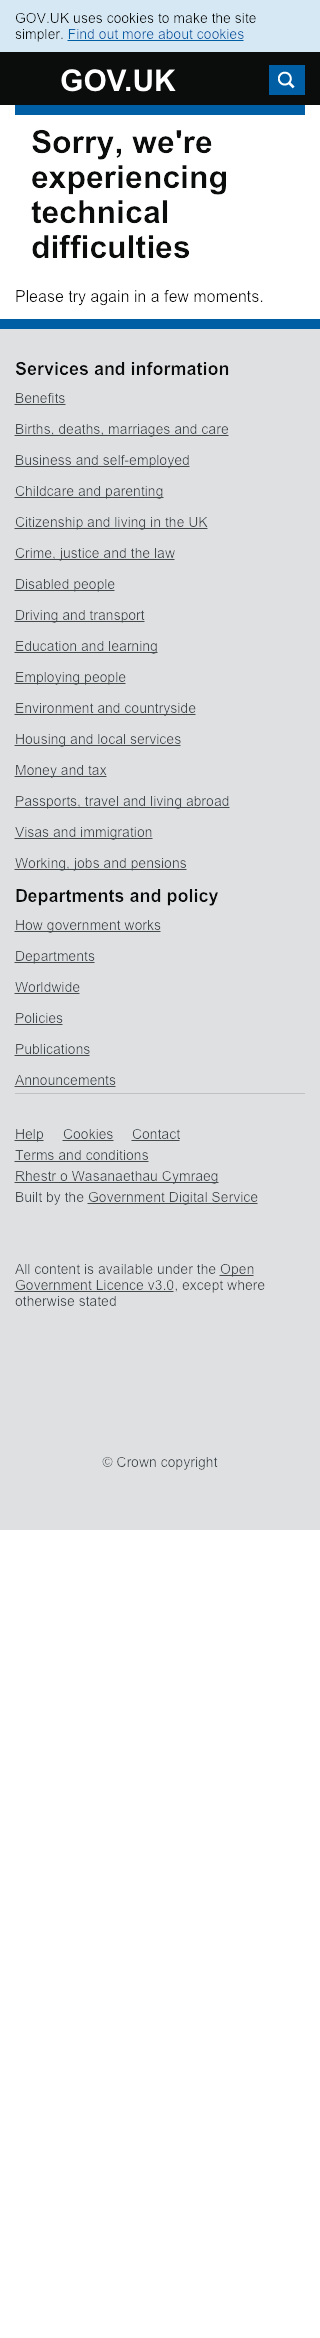 GOV.UK uses cookies to make the site
simpler. Find out more about cookies
GOV.UK
Sorry, we're
experiencing
technical
difficulties
Please try again in a few moments.
Services and information
Benefits
Births, deaths, marriages and care
Business and self-employed
Childcare and parenting
Citizenship and living in the UK
Crime, justice and the law
Disabled people
Driving and transport
Education and learning
Employing people
Environment and countryside
Housing and local services
Money and tax
Passports, travel and living abroad
Visas and immigration
Working, jobs and pensions
Departments and policy
How government works
Departments
Worldwide
Policies
Publications
Announcements
Help Cookies Contact
Terms and conditions
Rhestr o Wasanaethau Cymraeg
Built by the Government Digital Service
All content is available under the Open
Government Licence v3.0, except where
otherwise stated
© Crown copyright